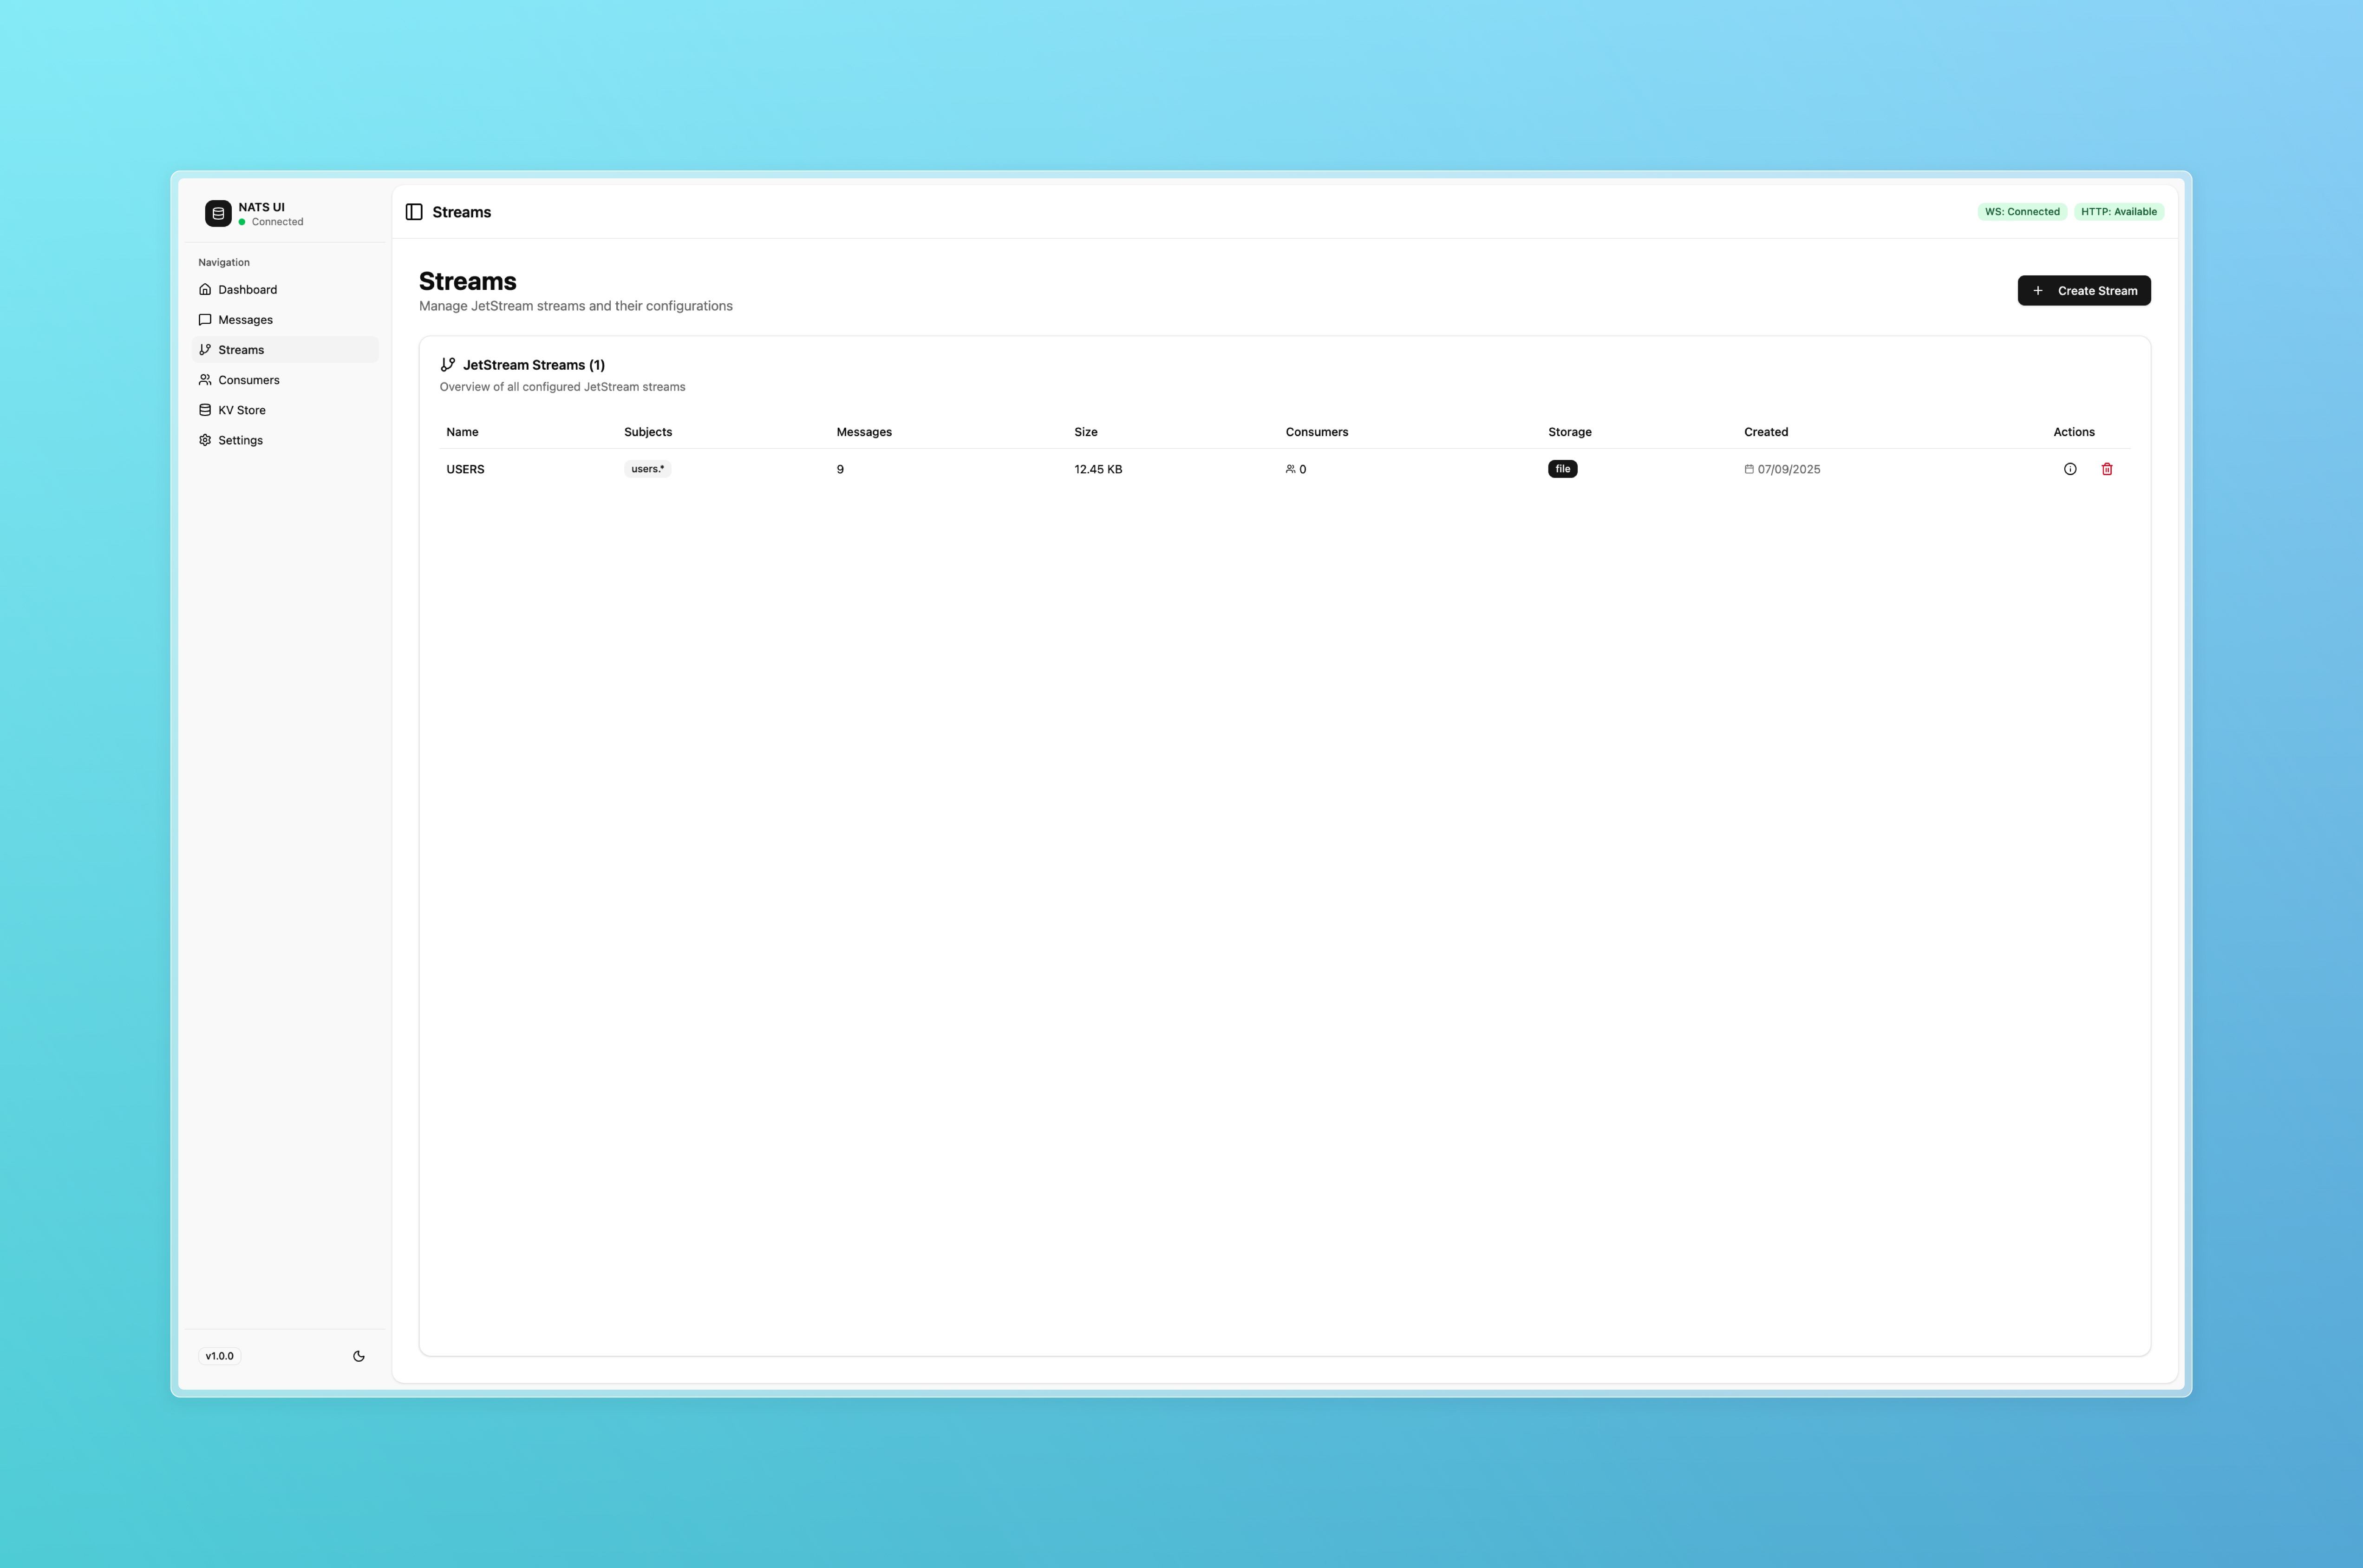 NATS UI
Connected
Navigation
Dashboard
Messages
Streams
Consumers
KV Store
Settings
v1.0.0
Streams
WS: Connected HTTP: Available
Streams
Manage JetStream streams and their configurations
Create Stream
JetStream Streams (1)
Overview of all configured JetStream streams
Name Subjects Messages Size Consumers Storage Created Actions
USERS users.* 9 12.45 KB 0 file 07/09/2025